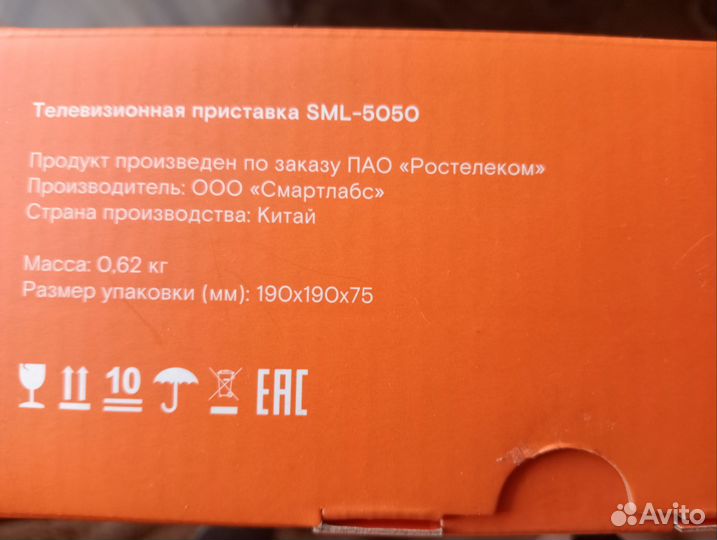 Телевизионная приставка SML-5050
Продукт произведен по заказу ПАО «Ростелеком»
Производитель: ООО «Смартлабс»
Страна производства: Китай
Масса: 0,62 кг
Размер упаковки (мм): 190x190x75
10 EAC
Avito